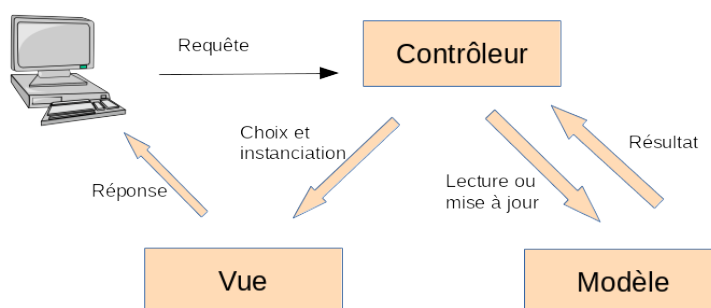 Requête
Contrôleur
Choix et
instanciation
Résultat
Lecture ou
mise à jour
Réponse
Vue
Modèle